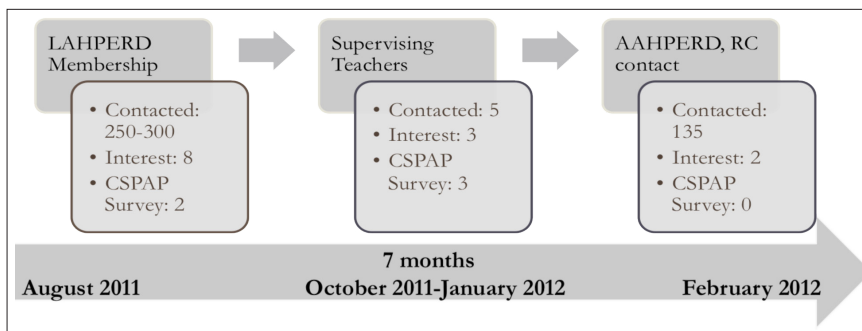 LAHPERD
Membership
• Contacted:
250-300
• Interest: 8
• CSPAP
Survey: 2
Supervising
Teachers
• Contacted: 5
• Interest: 3
• CSPAP
Survey: 3
AAHPERD, RC
contact
• Contacted:
135
• Interest: 2
• CSPAP
Survey: 0
7 months
August 2011
October 2011-January 2012
February 2012